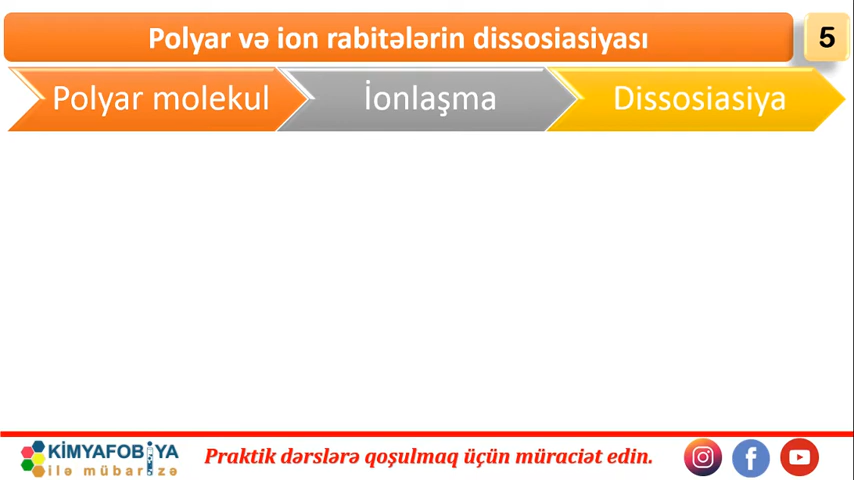 Polyar və ion rabitələrin dissosiasiyası
5
Polyar molekul
İonlaşma
Dissosiasiya
KİMYAFOBİYA
ilə mübarizə
Praktik dərslərə qoşulmaq üçün müraciət edin.